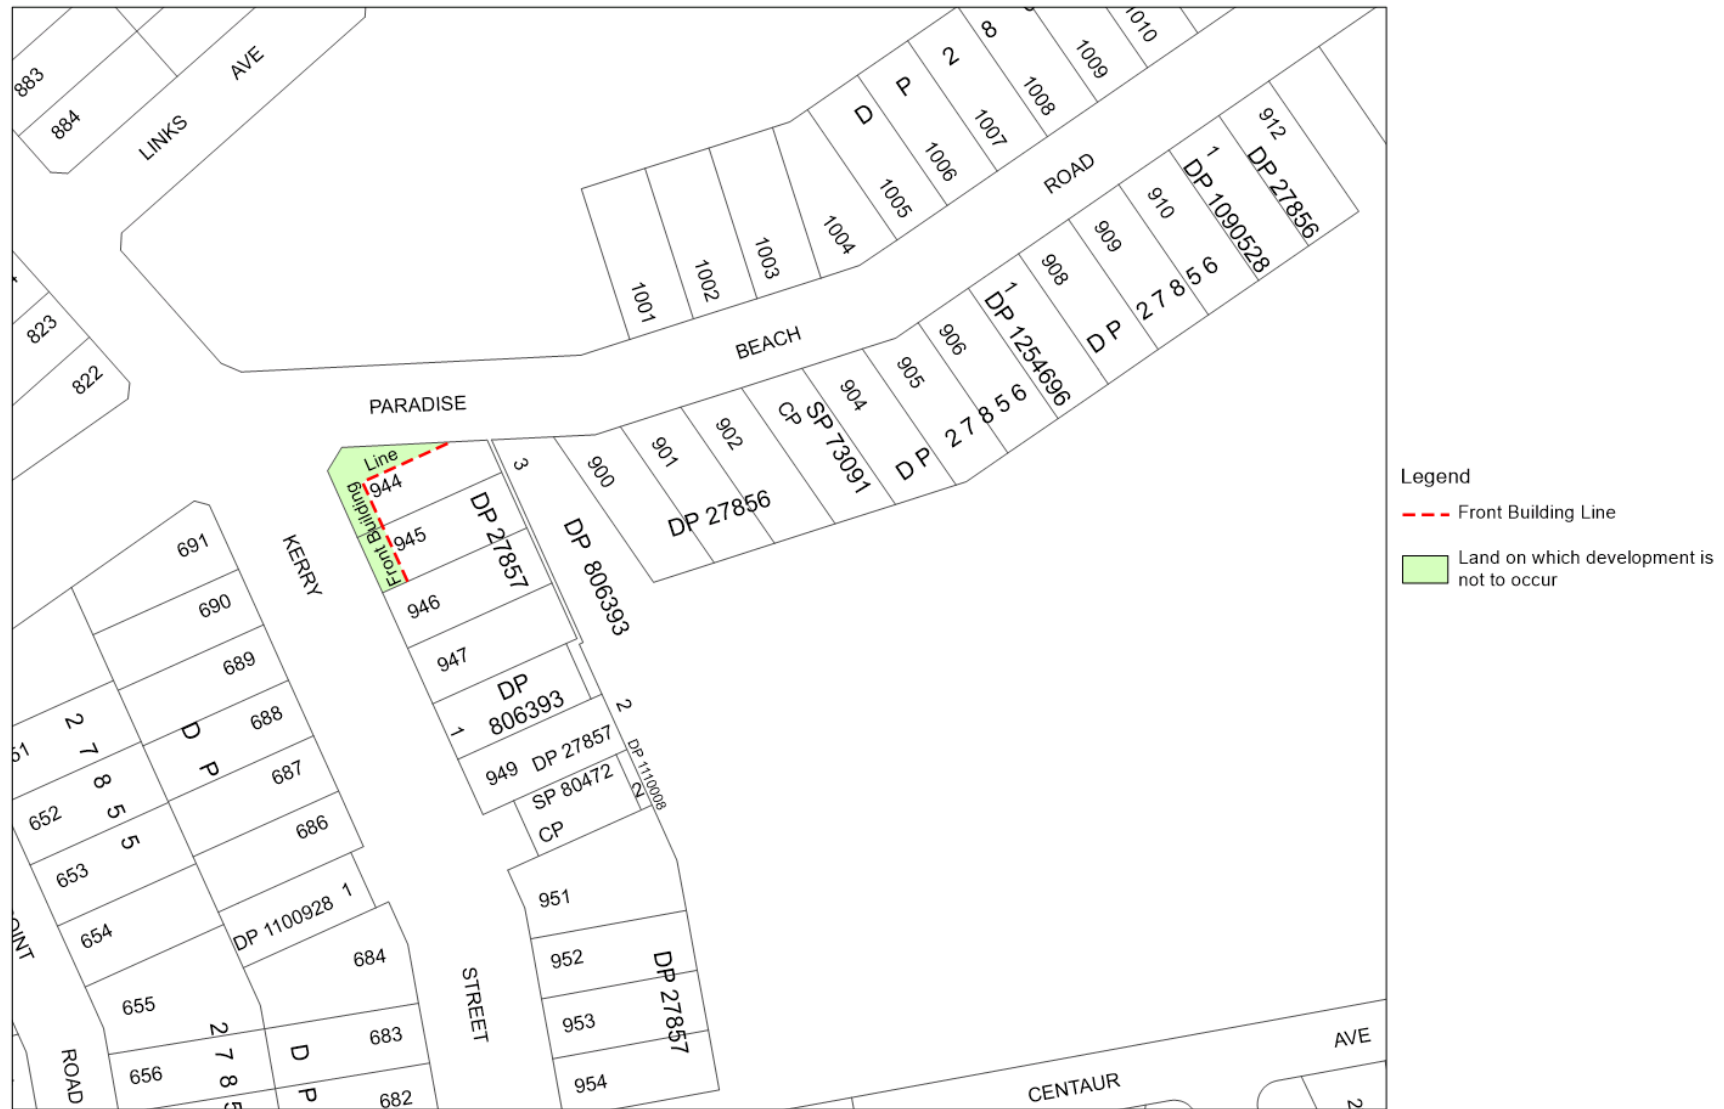 883
884
LINKS AVE
823
822
1010
1009
1008
1007
1006
1005
1004
1003
1002
1001
D P 2 8
PARADISE BEACH ROAD
912
DP 27856
1
DP 1090528
910
909
908
DP 27856
1
DP 1254696
906
905
904
DP 27856
SP 73091
CP
902
901
900
DP 27856
3
DP 806393
Front Building Line
944
945
DP 27857
946
947
DP
806393
1
2
949 DP 27857
DP 1110008
SP 80472
2
CP
951
952
953
954
DP 27857
KERRY STREET
691
690
689
688
687
686
D P
DP 1100928 1
684
683
682
D P
51
652
653
654
655
656
2 7 8 5 5
2 7 8 5
OINT
ROAD
CENTAUR AVE
2
Legend
Front Building Line
Land on which development is
not to occur